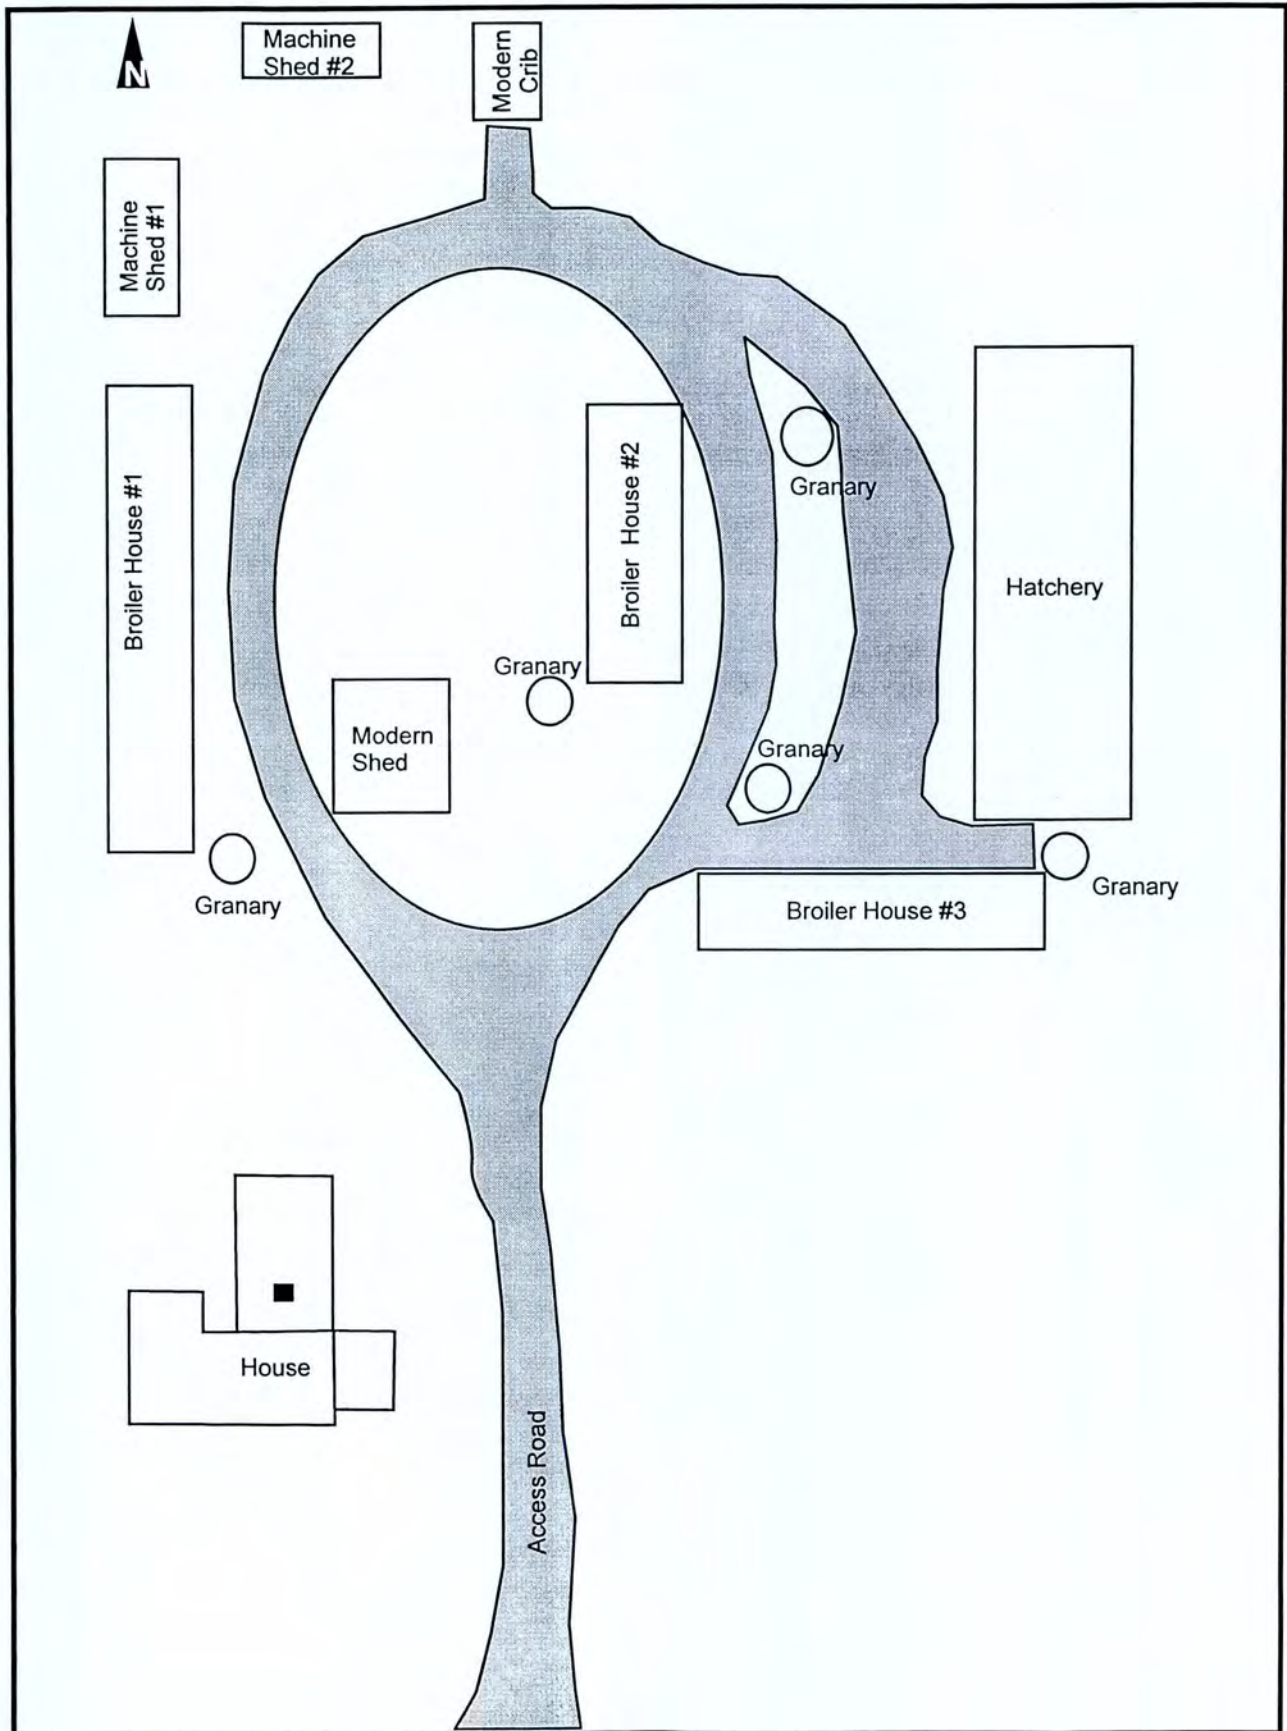 Machine
Shed #2
Modern
Crib
N
Machine
Shed #1
Broiler House #1
Broiler House #2
Granary
Hatchery
Granary
Modern
Shed
Granary
Granary
Granary
Broiler House #3
House
Access Road